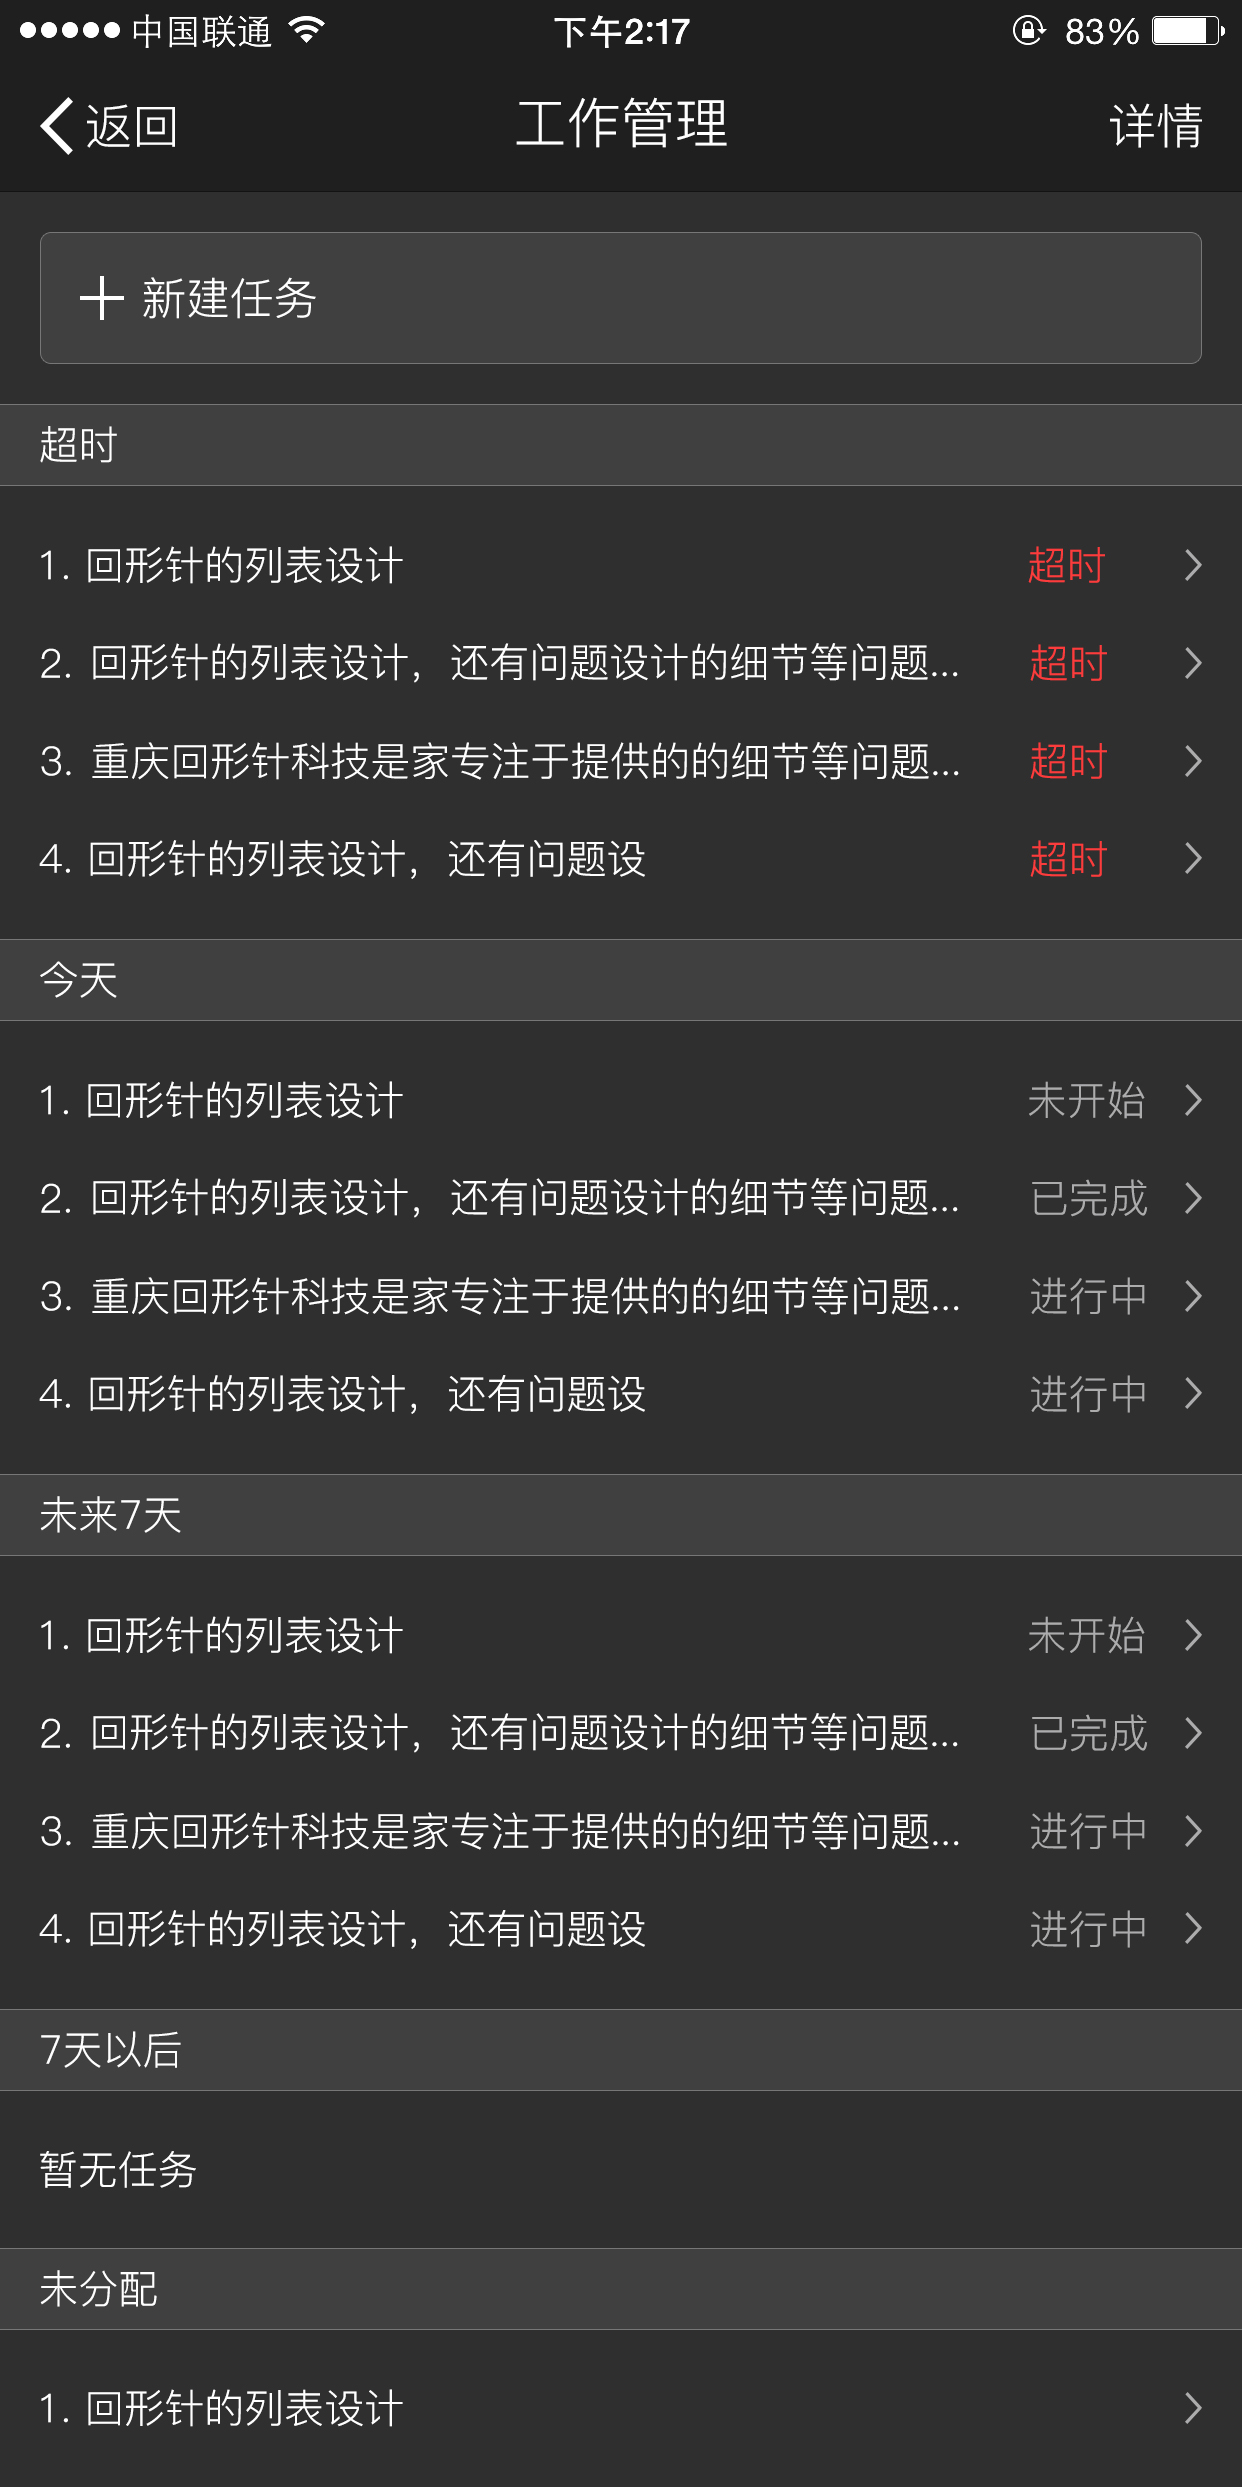 中国联通 下午2:17 83%
返回 工作管理 详情
新建任务
超时
1. 回形针的列表设计 超时
2. 回形针的列表设计，还有问题设计的细节等问题... 超时
3. 重庆回形针科技是家专注于提供的的细节等问题... 超时
4. 回形针的列表设计，还有问题设 超时
今天
1. 回形针的列表设计 未开始
2. 回形针的列表设计，还有问题设计的细节等问题... 已完成
3. 重庆回形针科技是家专注于提供的的细节等问题... 进行中
4. 回形针的列表设计，还有问题设 进行中
未来7天
1. 回形针的列表设计 未开始
2. 回形针的列表设计，还有问题设计的细节等问题... 已完成
3. 重庆回形针科技是家专注于提供的的细节等问题... 进行中
4. 回形针的列表设计，还有问题设 进行中
7天以后
暂无任务
未分配
1. 回形针的列表设计